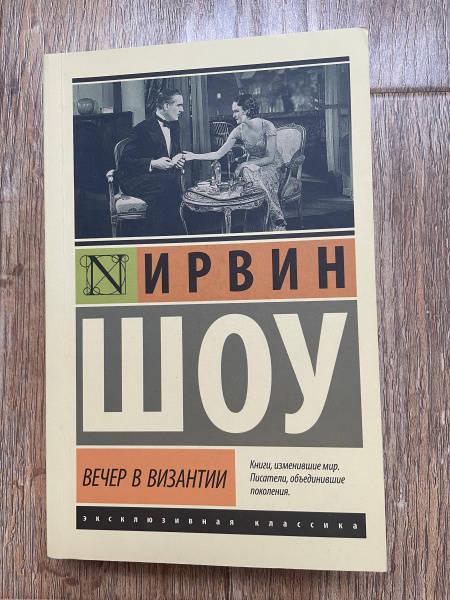 N ИРВИН
ШОУ
ВЕЧЕР В ВИЗАНТИИ
Книги, изменившие мир.
Писатели, объединившие
поколения.
эксклюзивная классика